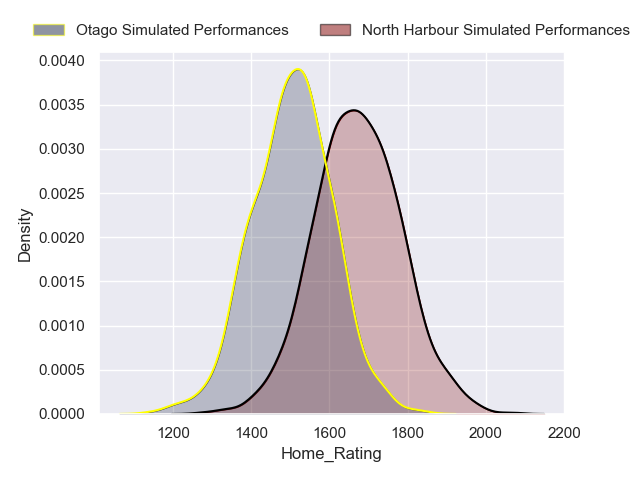 Otago Simulated Performances North Harbour Simulated Performances
0.0040
0.0035
0.0030
0.0025
0.0020
0.0015
0.0010
0.0005
0.0000
Density
1200 1400 1600 1800 2000 2200
Home_Rating